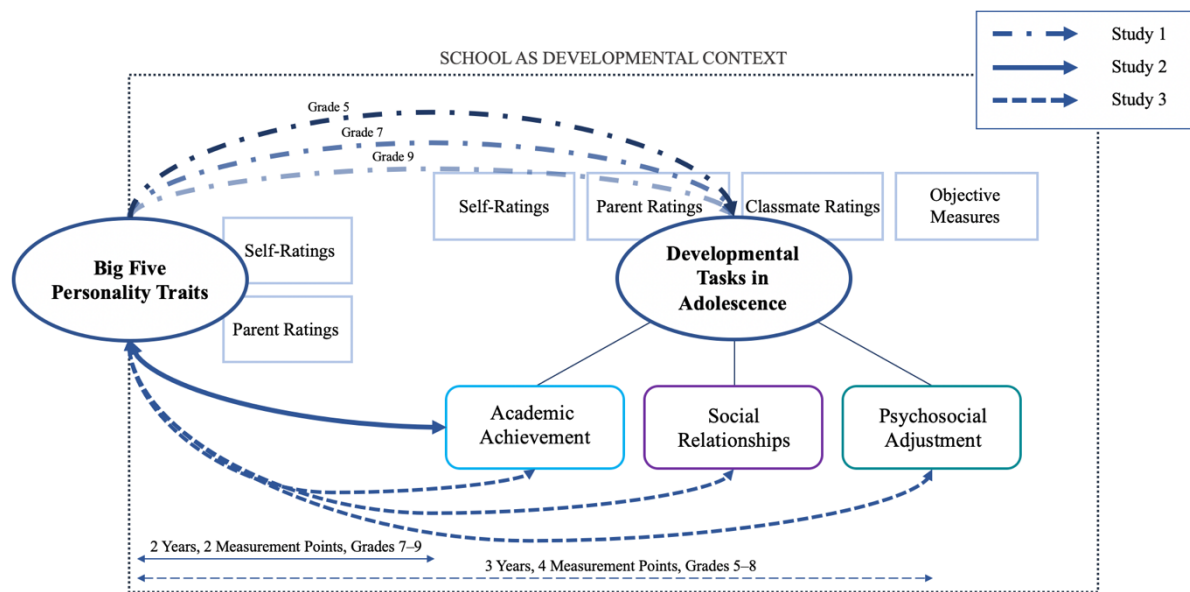 SCHOOL AS DEVELOPMENTAL CONTEXT
Study 1
Study 2
Study 3
Grade 5
Grade 7
Grade 9
Self-Ratings
Parent Ratings
Classmate Ratings
Objective
Measures
Big Five
Personality Traits
Self-Ratings
Parent Ratings
Developmental
Tasks in
Adolescence
Academic
Achievement
Social
Relationships
Psychosocial
Adjustment
2 Years, 2 Measurement Points, Grades 7–9
3 Years, 4 Measurement Points, Grades 5–8